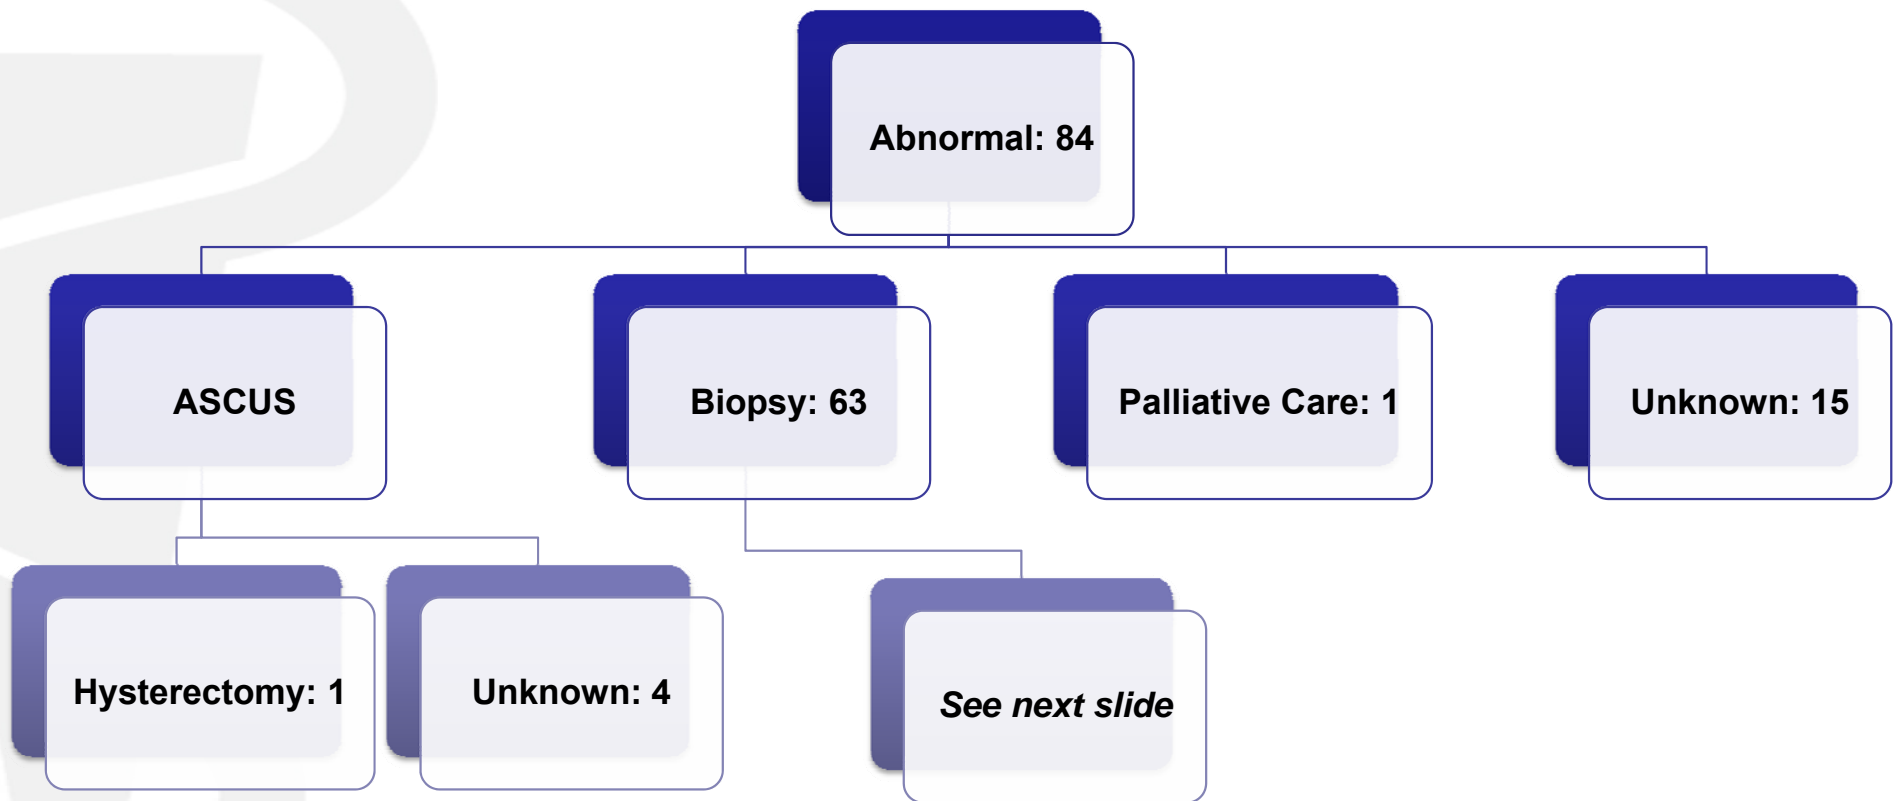 Abnormal: 84
ASCUS
Biopsy: 63
Palliative Care: 1
Unknown: 15
Hysterectomy: 1
Unknown: 4
See next slide